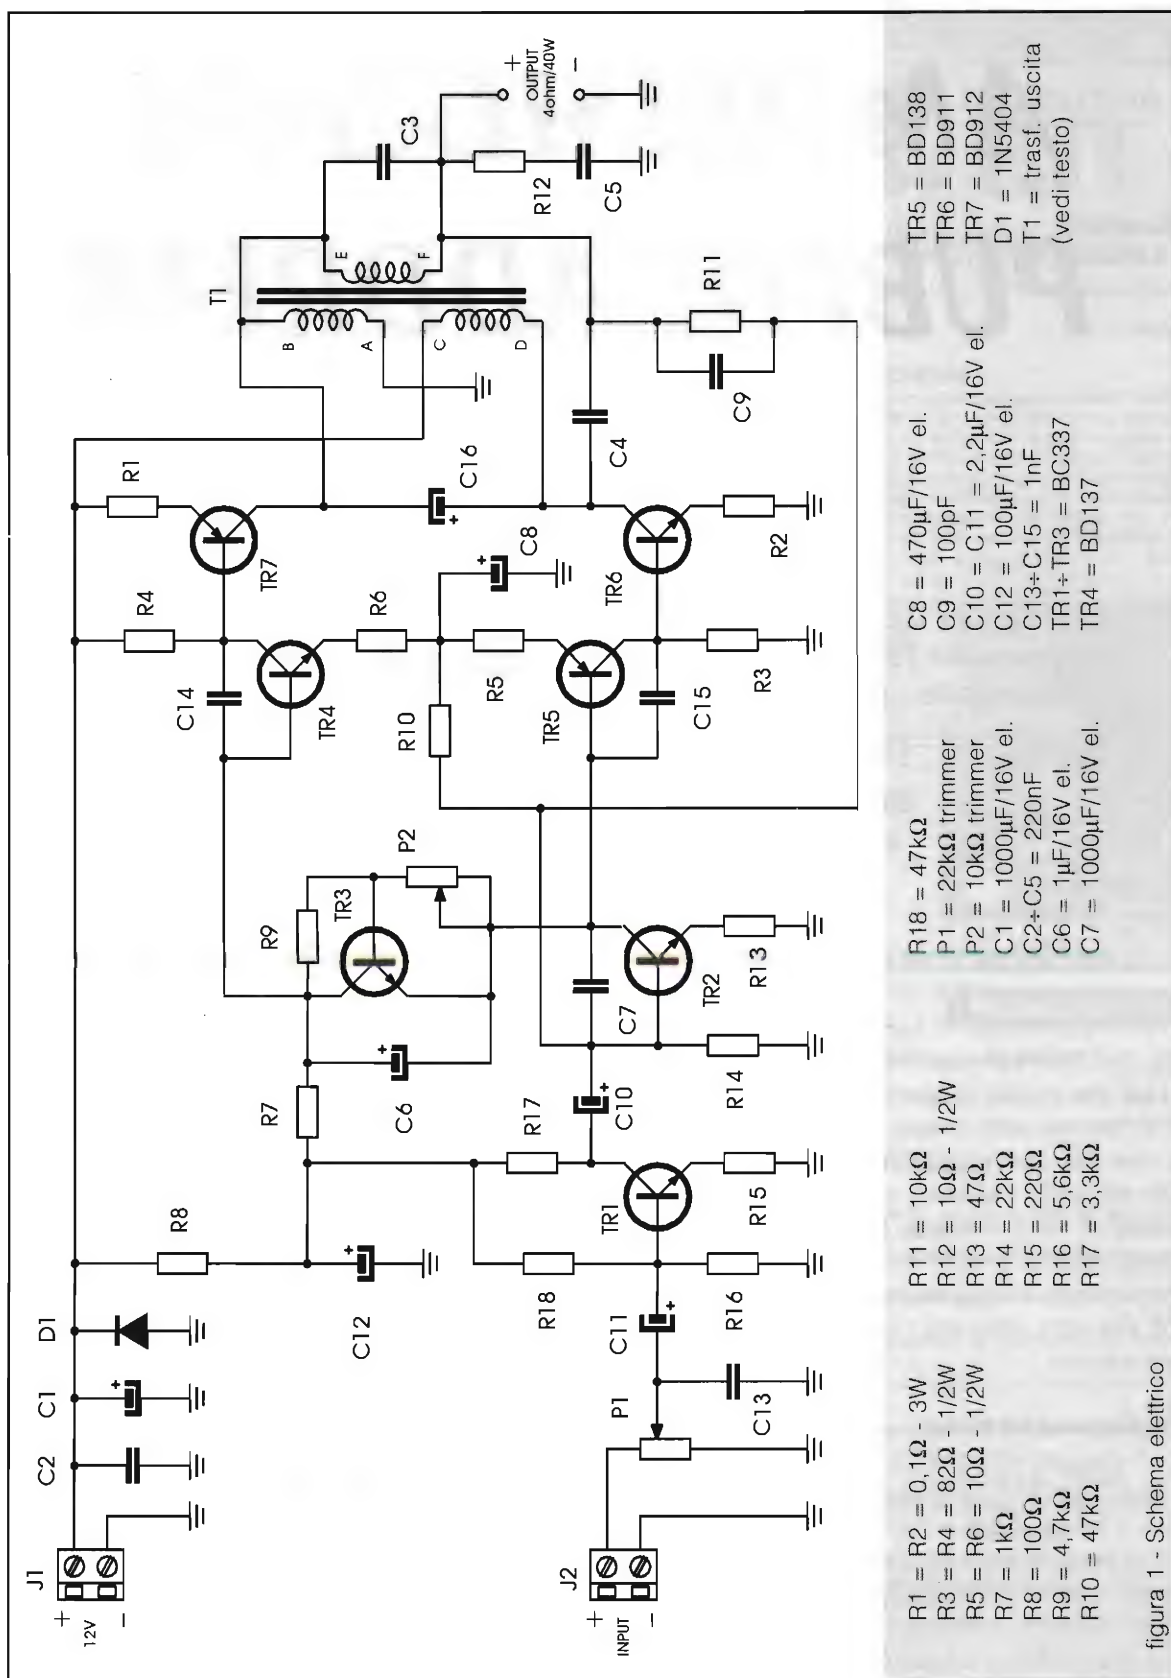 J1
+
12V
−
C2
C1
D1
R8
R7
C12
C6
R9
TR3
P2
C14
TR4
R4
TR7
R1
R6
R10
R5
TR5
C8
C16
TR6
R2
C15
R3
C4
C9
R11
T1
B
A
C
D
E
F
C3
R12
C5
+
OUTPUT
4ohm/40W
−
J2
+
INPUT
−
P1
C13
C11
R18
R16
TR1
R15
R17
C10
R14
C7
TR2
R13
R1 = R2 = 0,1Ω - 3W
R3 = R4 = 82Ω - 1/2W
R5 = R6 = 10Ω - 1/2W
R7 = 1kΩ
R8 = 100Ω
R9 = 4,7kΩ
R10 = 47kΩ
R11 = 10kΩ
R12 = 10Ω - 1/2W
R13 = 47Ω
R14 = 22kΩ
R15 = 220Ω
R16 = 5,6kΩ
R17 = 3,3kΩ
R18 = 47kΩ
P1 = 22kΩ trimmer
P2 = 10kΩ trimmer
C1 = 1000µF/16V el.
C2÷C5 = 220nF
C6 = 1µF/16V el.
C7 = 1000µF/16V el.
C8 = 470µF/16V el.
C9 = 100pF
C10 = C11 = 2,2µF/16V el.
C12 = 100µF/16V el.
C13÷C15 = 1nF
TR1÷TR3 = BC337
TR4 = BD137
TR5 = BD138
TR6 = BD911
TR7 = BD912
D1 = 1N5404
T1 = trasf. uscita
(vedi testo)
figura 1 - Schema elettrico